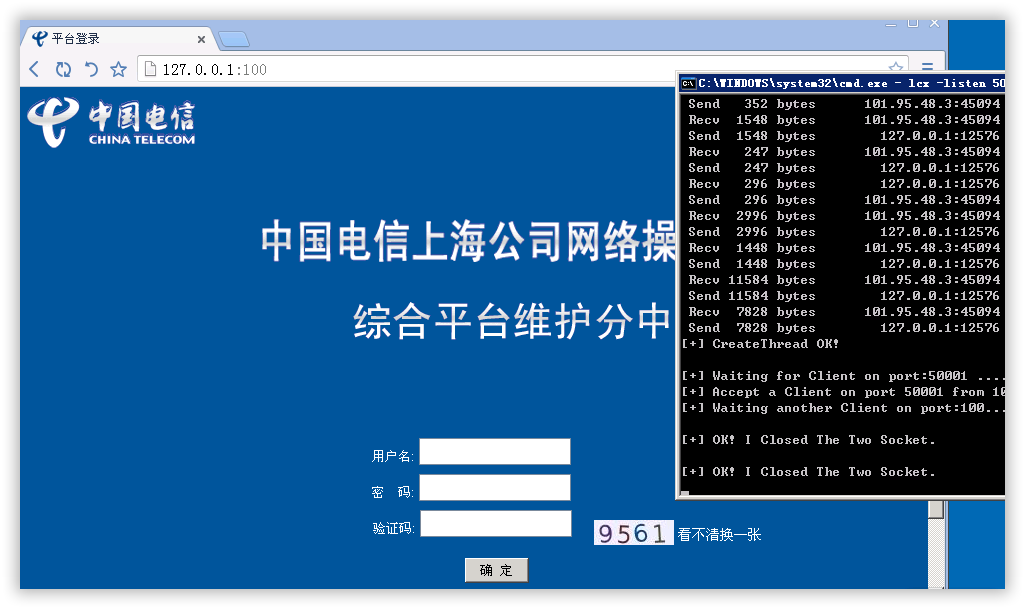 平台登录
127.0.0.1:100
中国电信
CHINA TELECOM
中国电信上海公司网络操
综合平台维护分中
用户名:
密 码:
验证码:
9561
看不清换一张
确 定
C:\WINDOWS\system32\cmd.exe - lcx -listen 50
Send 352 bytes 101.95.48.3:45094
Recv 1548 bytes 101.95.48.3:45094
Send 1548 bytes 127.0.0.1:12576
Recv 247 bytes 101.95.48.3:45094
Send 247 bytes 127.0.0.1:12576
Recv 296 bytes 127.0.0.1:12576
Send 296 bytes 101.95.48.3:45094
Recv 2996 bytes 101.95.48.3:45094
Send 2996 bytes 127.0.0.1:12576
Recv 1448 bytes 101.95.48.3:45094
Send 1448 bytes 127.0.0.1:12576
Recv 11584 bytes 101.95.48.3:45094
Send 11584 bytes 127.0.0.1:12576
Recv 7828 bytes 101.95.48.3:45094
Send 7828 bytes 127.0.0.1:12576
[+] CreateThread OK!
[+] Waiting for Client on port:50001 ....
[+] Accept a Client on port 50001 from 10
[+] Waiting another Client on port:100...
[+] OK! I Closed The Two Socket.
[+] OK! I Closed The Two Socket.